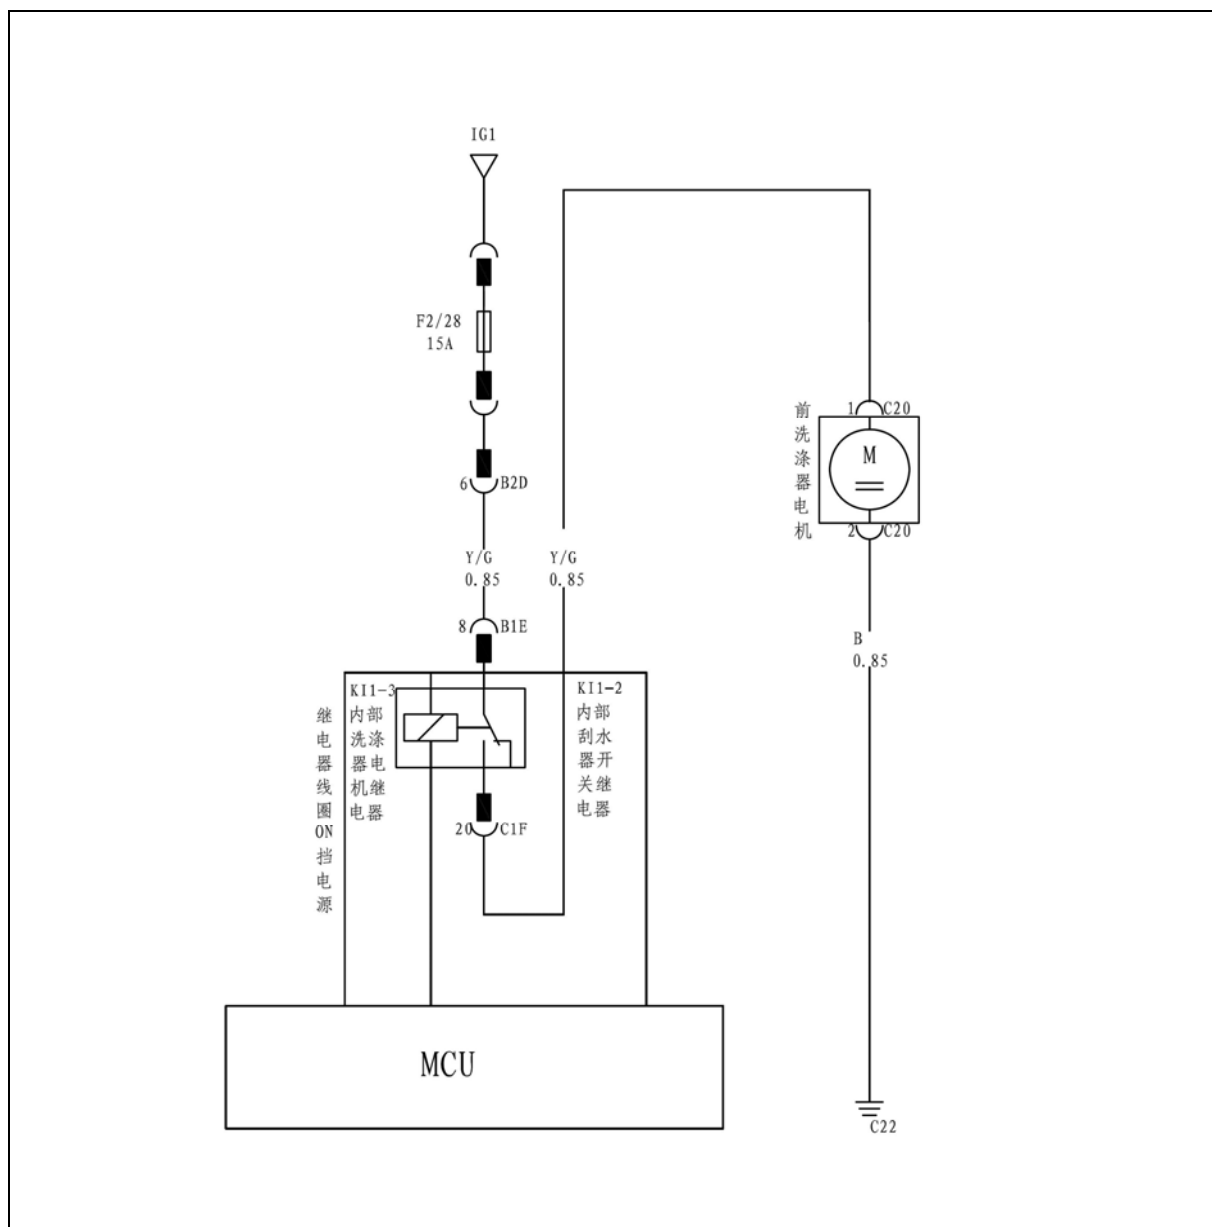 IG1
F2/28
15A
6 B2D
Y/G
0.85
Y/G
0.85
8 B1E
前洗涤器电机
1 C20
M
2 C20
B
0.85
KI1-3
内部
洗涤
器电
机继
电器
KI1-2
内部
刮水
器开
关继
电器
继电器线圈ON挡电源
20 C1F
MCU
C22